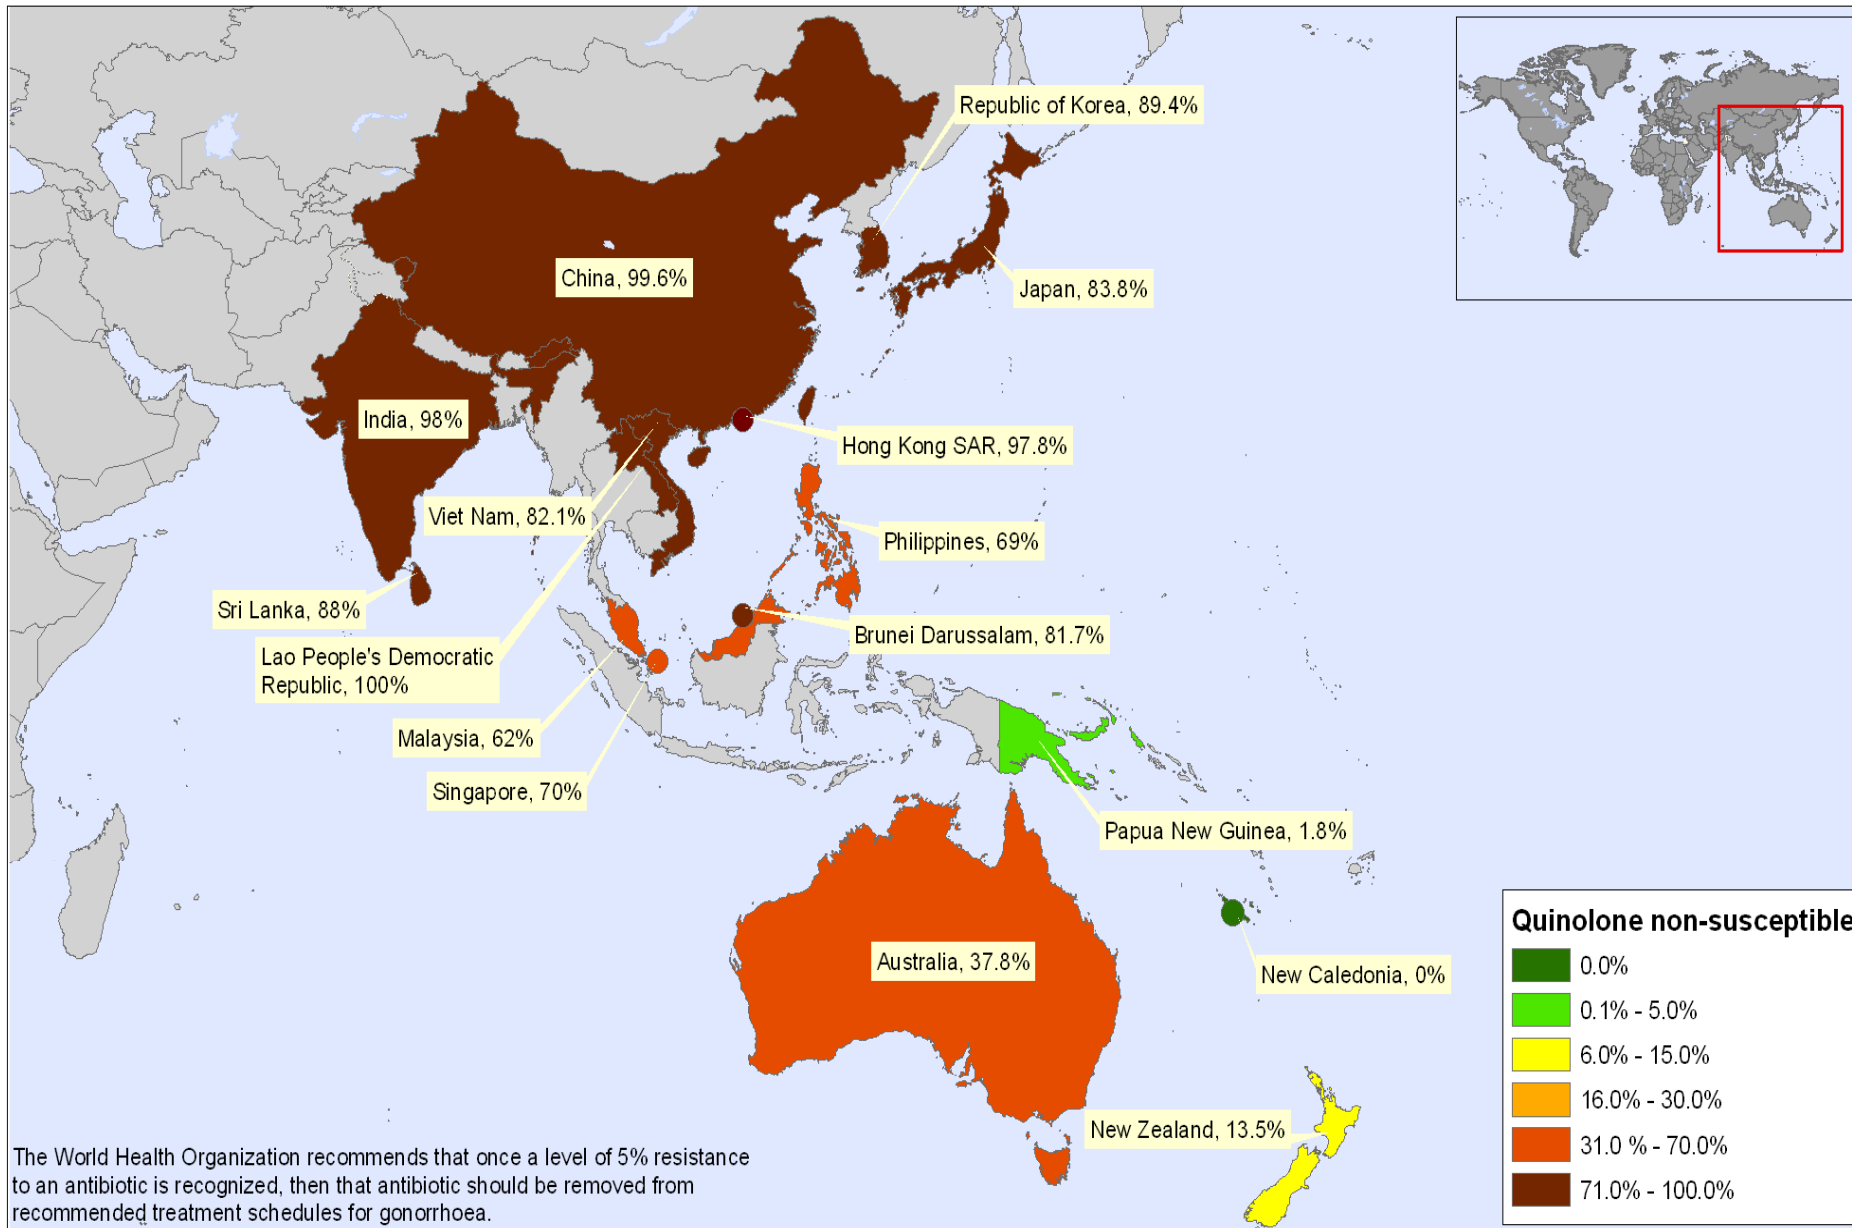 Republic of Korea, 89.4%
China, 99.6%
Japan, 83.8%
India, 98%
Hong Kong SAR, 97.8%
Viet Nam, 82.1%
Philippines, 69%
Sri Lanka, 88%
Brunei Darussalam, 81.7%
Lao People's Democratic
Republic, 100%
Malaysia, 62%
Singapore, 70%
Papua New Guinea, 1.8%
Australia, 37.8%
New Caledonia, 0%
New Zealand, 13.5%
Quinolone non-susceptible
0.0%
0.1% - 5.0%
6.0% - 15.0%
16.0% - 30.0%
31.0 % - 70.0%
71.0% - 100.0%
The World Health Organization recommends that once a level of 5% resistance
to an antibiotic is recognized, then that antibiotic should be removed from
recommended treatment schedules for gonorrhoea.